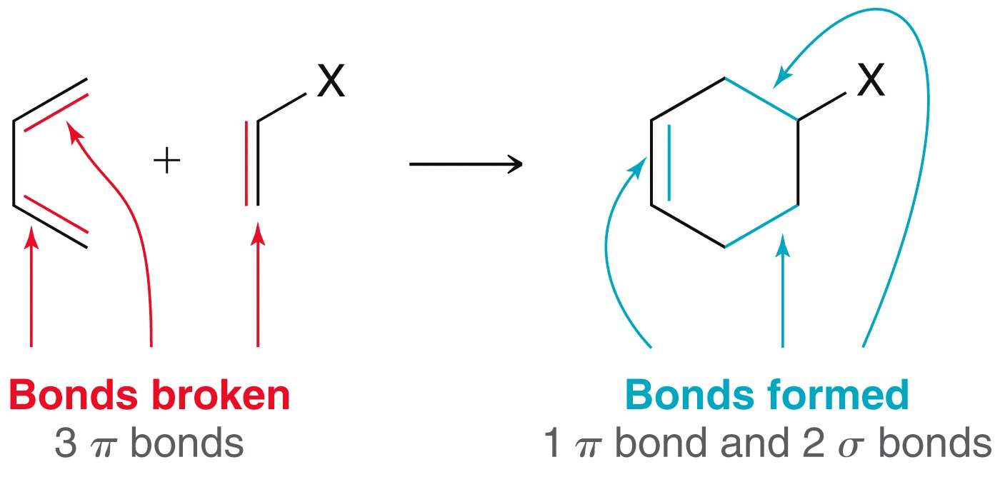 X
+
X
Bonds broken
3 π bonds
Bonds formed
1 π bond and 2 σ bonds